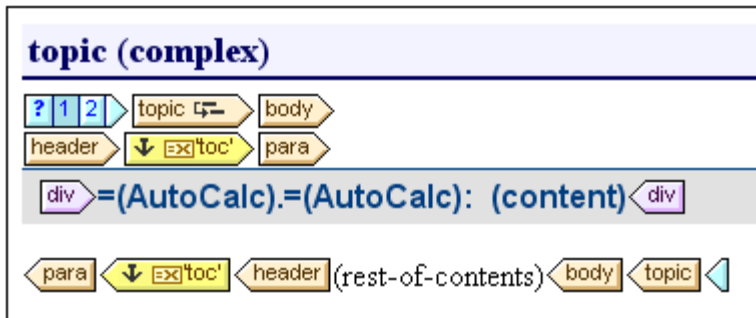 topic (complex)
? 1 2 topic body
header 'toc' para
div =(AutoCalc).=(AutoCalc): (content) div
para 'toc' header (rest-of-contents) body topic